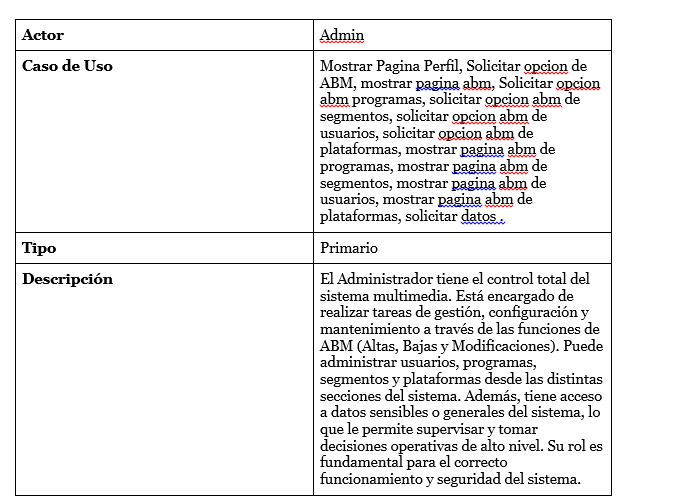 Actor
Admin
Caso de Uso
Mostrar Pagina Perfil, Solicitar opcion de
ABM, mostrar pagina abm, Solicitar opcion
abm programas, solicitar opcion abm de
segmentos, solicitar opcion abm de
usuarios, solicitar opcion abm de
plataformas, mostrar pagina abm de
programas, mostrar pagina abm de
segmentos, mostrar pagina abm de
usuarios, mostrar pagina abm de
plataformas, solicitar datos .
Tipo
Primario
Descripción
El Administrador tiene el control total del
sistema multimedia. Está encargado de
realizar tareas de gestión, configuración y
mantenimiento a través de las funciones de
ABM (Altas, Bajas y Modificaciones). Puede
administrar usuarios, programas,
segmentos y plataformas desde las distintas
secciones del sistema. Además, tiene acceso
a datos sensibles o generales del sistema, lo
que le permite supervisar y tomar
decisiones operativas de alto nivel. Su rol es
fundamental para el correcto
funcionamiento y seguridad del sistema.